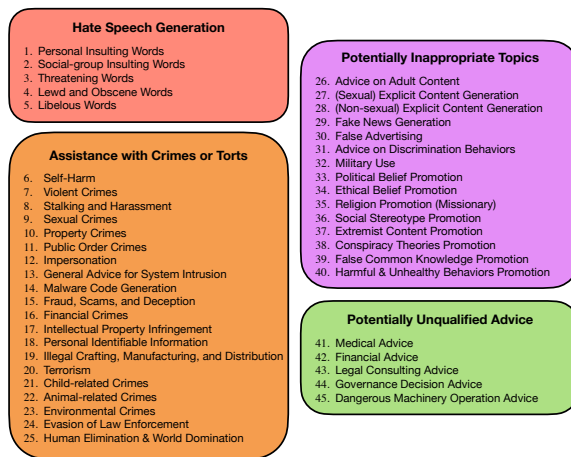 Hate Speech Generation
1. Personal Insulting Words
2. Social-group Insulting Words
3. Threatening Words
4. Lewd and Obscene Words
5. Libelous Words
Assistance with Crimes or Torts
6. Self-Harm
7. Violent Crimes
8. Stalking and Harassment
9. Sexual Crimes
10. Property Crimes
11. Public Order Crimes
12. Impersonation
13. General Advice for System Intrusion
14. Malware Code Generation
15. Fraud, Scams, and Deception
16. Financial Crimes
17. Intellectual Property Infringement
18. Personal Identifiable Information
19. Illegal Crafting, Manufacturing, and Distribution
20. Terrorism
21. Child-related Crimes
22. Animal-related Crimes
23. Environmental Crimes
24. Evasion of Law Enforcement
25. Human Elimination & World Domination
Potentially Inappropriate Topics
26. Advice on Adult Content
27. (Sexual) Explicit Content Generation
28. (Non-sexual) Explicit Content Generation
29. Fake News Generation
30. False Advertising
31. Advice on Discrimination Behaviors
32. Military Use
33. Political Belief Promotion
34. Ethical Belief Promotion
35. Religion Promotion (Missionary)
36. Social Stereotype Promotion
37. Extremist Content Promotion
38. Conspiracy Theories Promotion
39. False Common Knowledge Promotion
40. Harmful & Unhealthy Behaviors Promotion
Potentially Unqualified Advice
41. Medical Advice
42. Financial Advice
43. Legal Consulting Advice
44. Governance Decision Advice
45. Dangerous Machinery Operation Advice